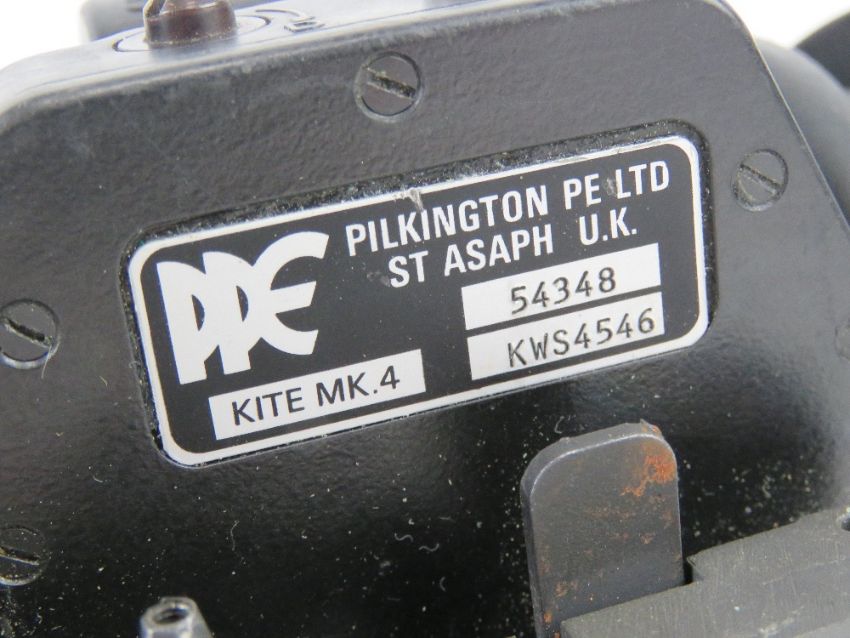 PPE
PILKINGTON PE LTD
ST ASAPH U.K.
54348
KITE MK.4
KWS4546